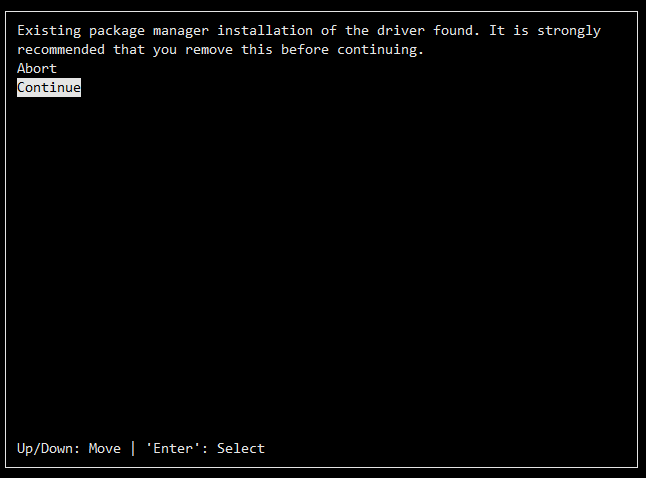 Existing package manager installation of the driver found. It is strongly
recommended that you remove this before continuing.
Abort
Continue
Up/Down: Move | 'Enter': Select